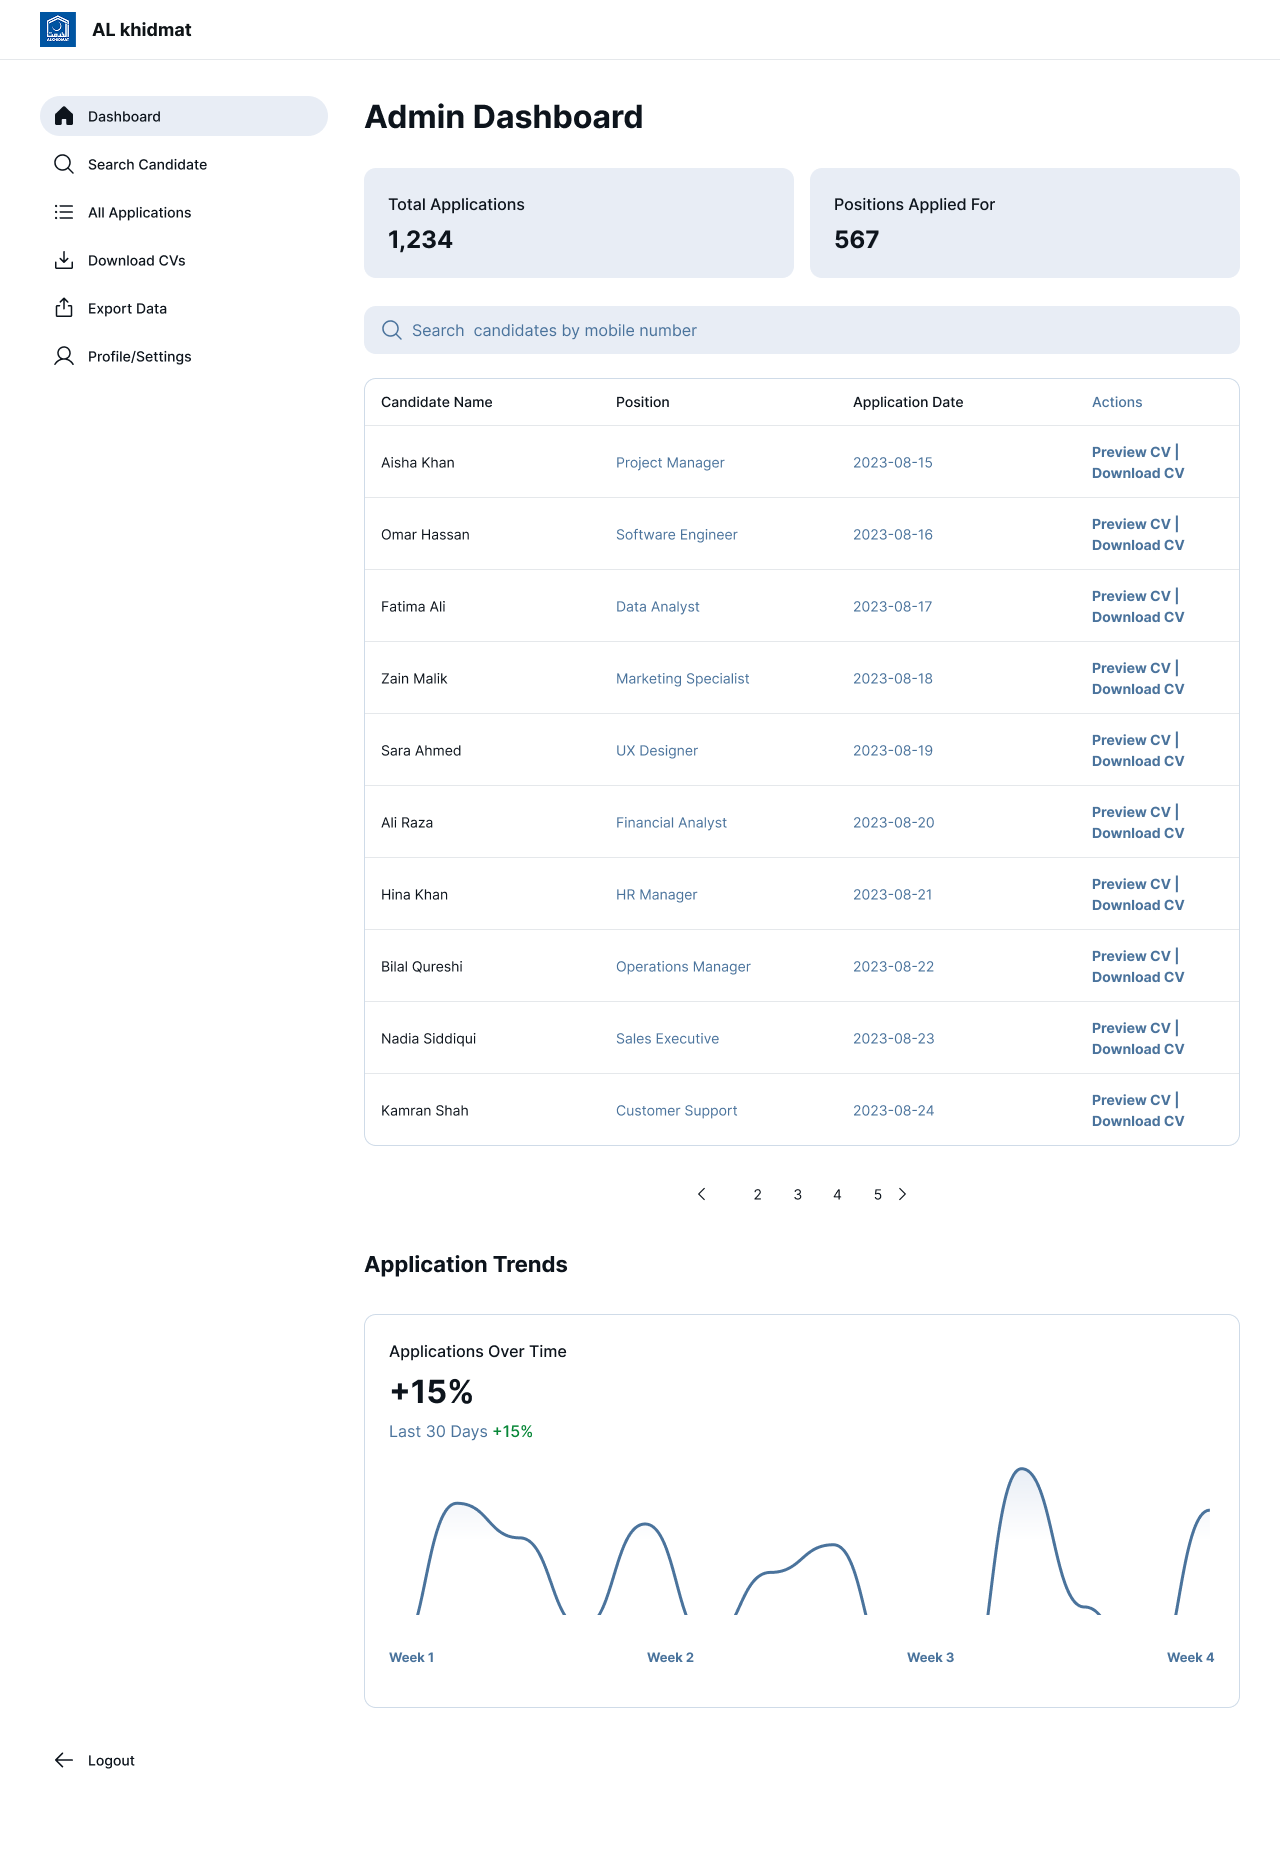 ALKHIDMAT
AL khidmat
Dashboard
Search Candidate
All Applications
Download CVs
Export Data
Profile/Settings
Admin Dashboard
Total Applications
1,234
Positions Applied For
567
Search  candidates by mobile number
Candidate Name Position Application Date Actions
Aisha Khan Project Manager 2023-08-15 Preview CV |
Download CV
Omar Hassan Software Engineer 2023-08-16 Preview CV |
Download CV
Fatima Ali Data Analyst 2023-08-17 Preview CV |
Download CV
Zain Malik Marketing Specialist 2023-08-18 Preview CV |
Download CV
Sara Ahmed UX Designer 2023-08-19 Preview CV |
Download CV
Ali Raza Financial Analyst 2023-08-20 Preview CV |
Download CV
Hina Khan HR Manager 2023-08-21 Preview CV |
Download CV
Bilal Qureshi Operations Manager 2023-08-22 Preview CV |
Download CV
Nadia Siddiqui Sales Executive 2023-08-23 Preview CV |
Download CV
Kamran Shah Customer Support 2023-08-24 Preview CV |
Download CV
2 3 4 5
Application Trends
Applications Over Time
+15%
Last 30 Days +15%
Week 1 Week 2 Week 3 Week 4
Logout